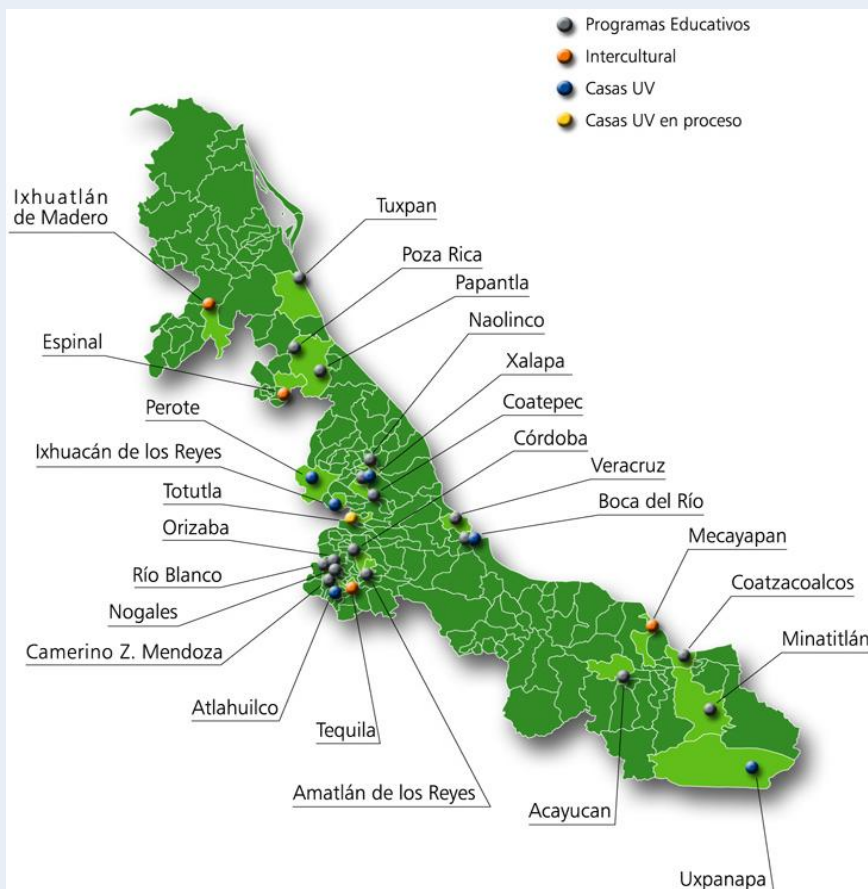 Programas Educativos
Intercultural
Casas UV
Casas UV en proceso
Ixhuatlán
de Madero
Tuxpan
Poza Rica
Papantla
Naolinco
Espinal
Xalapa
Perote
Coatepec
Ixhuacán de los Reyes
Córdoba
Totutla
Veracruz
Orizaba
Boca del Río
Río Blanco
Mecayapan
Nogales
Coatzacoalcos
Camerino Z. Mendoza
Minatitlán
Atlahuilco
Tequila
Amatlán de los Reyes
Acayucan
Uxpanapa